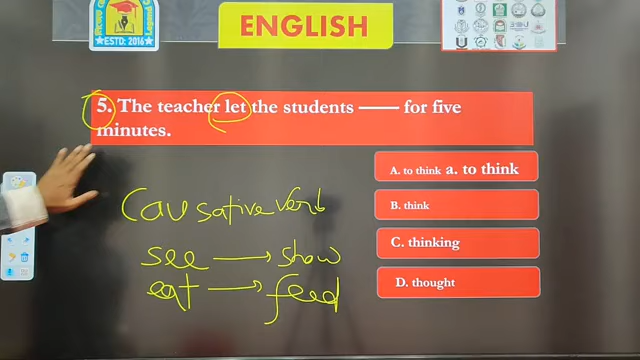 ESTD: 2016
ENGLISH
5. The teacher let the students —— for five
minutes.
A. to think a. to think
B. think
C. thinking
D. thought
Causative verb
see → show
eat → feed